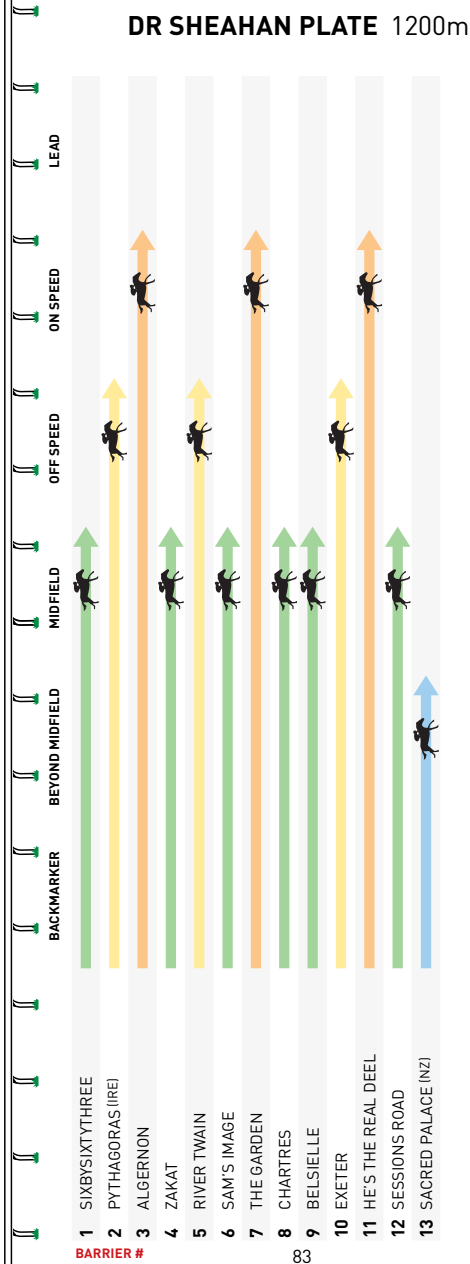 DR SHEAHAN PLATE 1200m
LEAD
ON SPEED
OFF SPEED
MIDFIELD
BEYOND MIDFIELD
BACKMARKER
1 SIXBYSIXTYTHREE
2 PYTHAGORAS (IRE)
3 ALGERNON
4 ZAKAT
5 RIVER TWAIN
6 SAM'S IMAGE
7 THE GARDEN
8 CHARTRES
9 BELSIELLE
10 EXETER
11 HE'S THE REAL DEEL
12 SESSIONS ROAD
13 SACRED PALACE (NZ)
BARRIER #
83